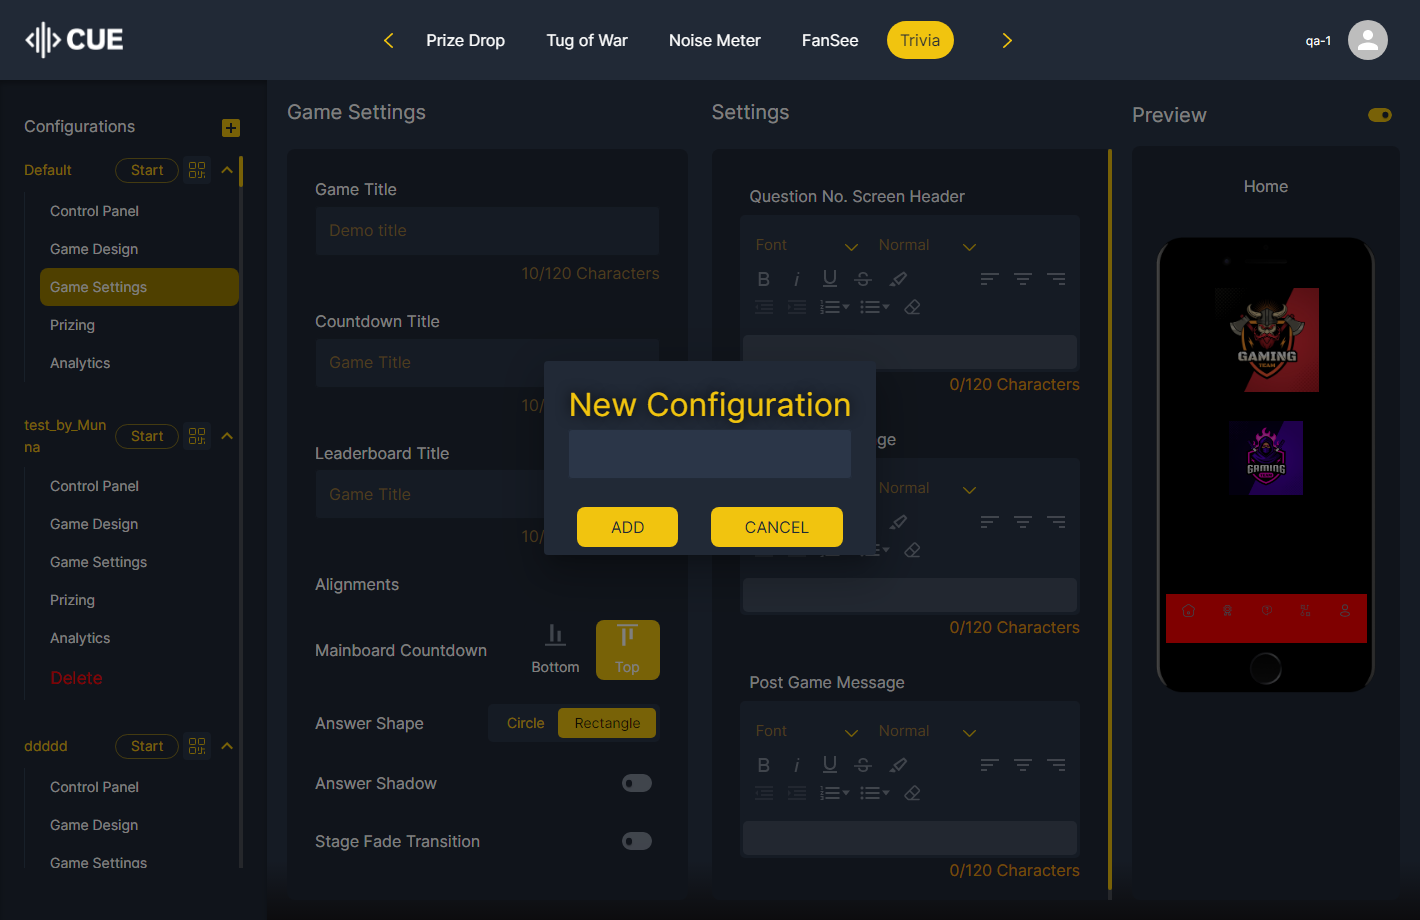 CUE
Prize Drop
Tug of War
Noise Meter
FanSee
Trivia
qa-1
Configurations
Default
Start
Control Panel
Game Design
Game Settings
Prizing
Analytics
test_by_Mun
na
Start
Control Panel
Game Design
Game Settings
Prizing
Analytics
Delete
ddddd
Start
Control Panel
Game Design
Game Settings
Game Settings
Game Title
Demo title
10/120 Characters
Countdown Title
Game Title
10/
Leaderboard Title
Game Title
10/
Alignments
Mainboard Countdown
Bottom
Top
Answer Shape
Circle
Rectangle
Answer Shadow
Stage Fade Transition
New Configuration
ADD
CANCEL
Settings
Question No. Screen Header
Font
Normal
0/120 Characters
ge
Normal
0/120 Characters
Post Game Message
Font
Normal
0/120 Characters
Preview
Home
GAMING
TEAM
GAMING